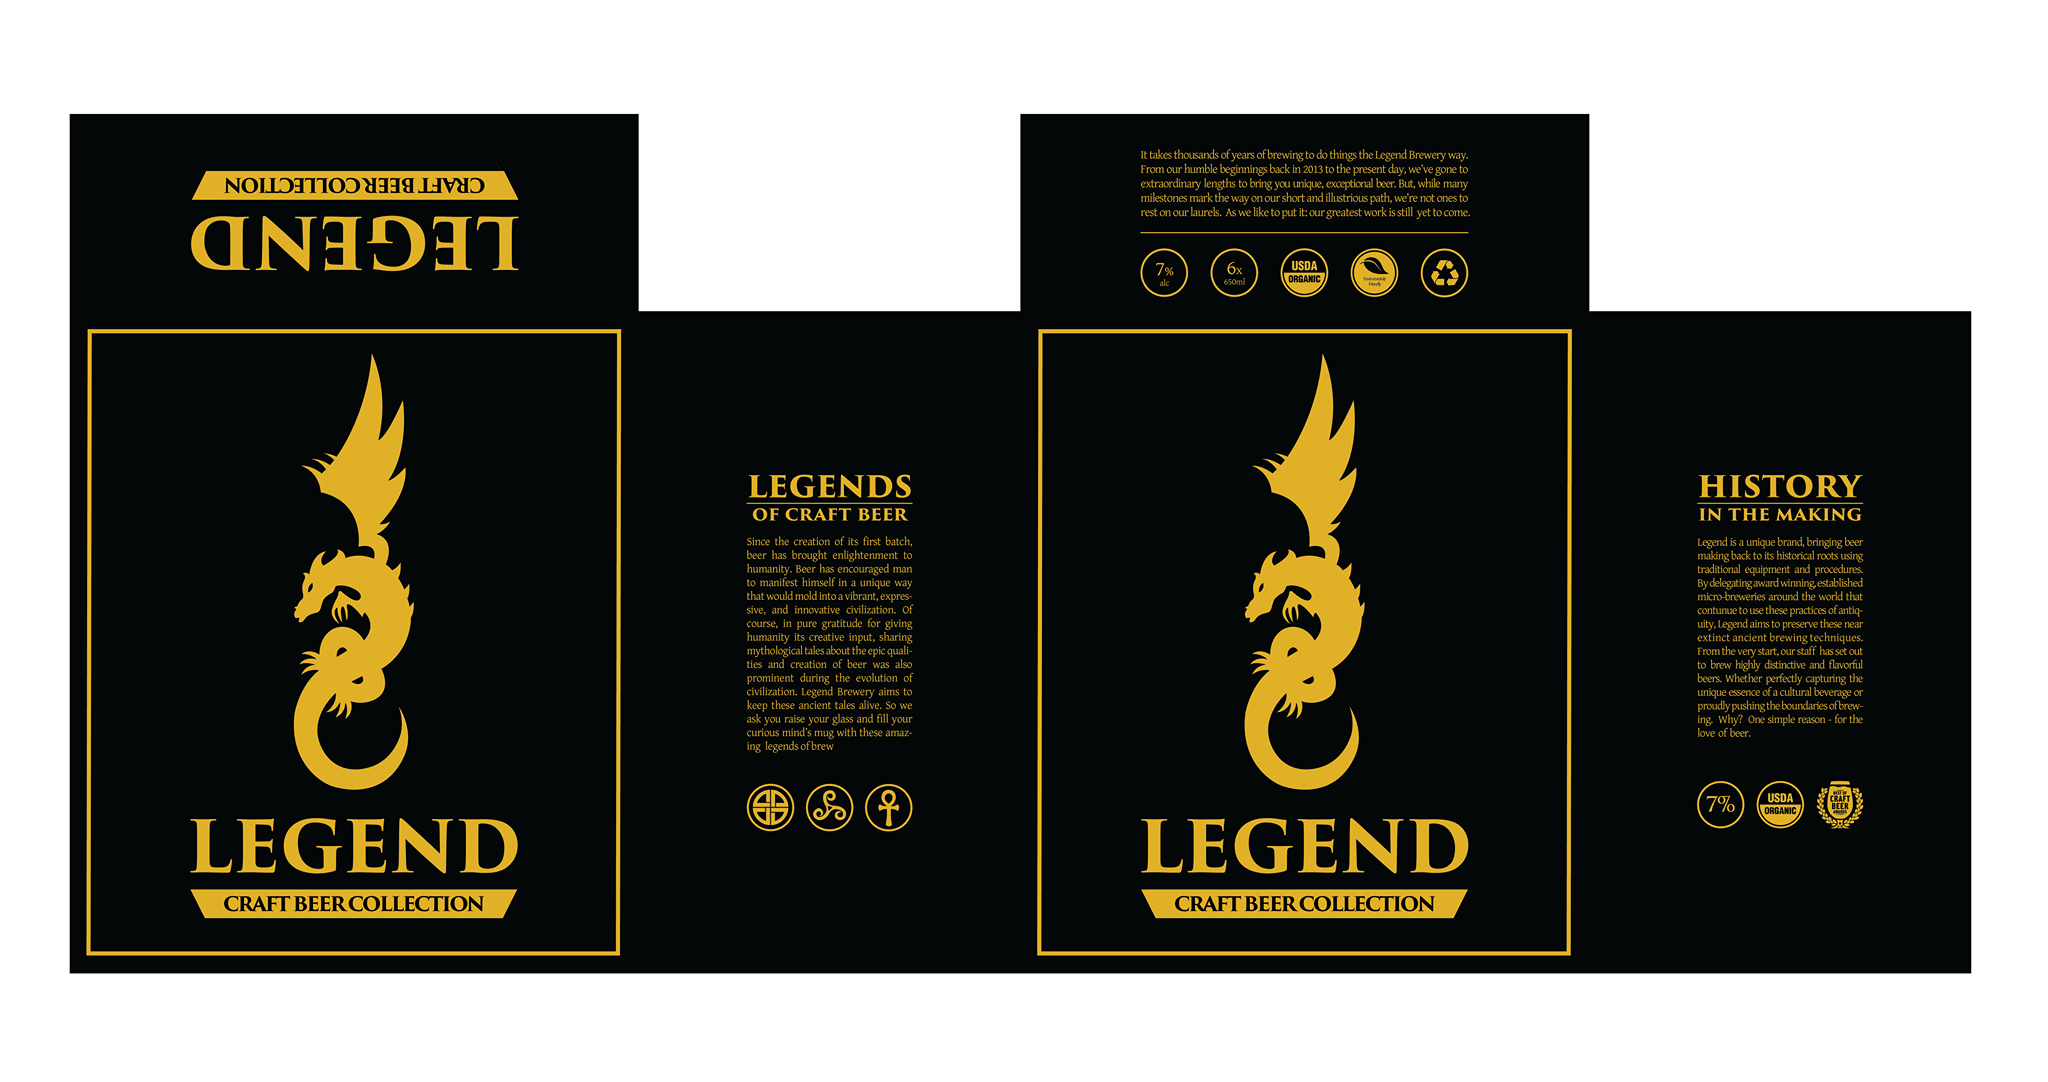 CRAFT BEER COLLECTION
LEGEND
LEGEND
CRAFT BEER COLLECTION
LEGENDS
OF CRAFT BEER
Since the creation of its first batch,
beer has brought enlightenment to
humanity. Beer has encouraged man
to manifest himself in a unique way
that would mold into a vibrant, expres-
sive, and innovative civilization. Of
course, in pure gratitude for giving
humanity its creative input, sharing
mythological tales about the epic quali-
ties and creation of beer was also
prominent during the evolution of
civilization. Legend Brewery aims to
keep these ancient tales alive. So we
ask you raise your glass and fill your
curious mind's mug with these amaz-
ing legends of brew
It takes thousands of years of brewing to do things the Legend Brewery way.
From our humble beginnings back in 2013 to the present day, we've gone to
extraordinary lengths to bring you unique, exceptional beer. But, while many
milestones mark the way on our short and illustrious path, we're not ones to
rest on our laurels. As we like to put it: our greatest work is still yet to come.
7%
alc
6x
650ml
USDA
ORGANIC
Environmentally
Friendly
LEGEND
CRAFT BEER COLLECTION
HISTORY
IN THE MAKING
Legend is a unique brand, bringing beer
making back to its historical roots using
traditional equipment and procedures.
By delegating award winning, established
micro-breweries around the world that
contunue to use these practices of antiq-
uity, Legend aims to preserve these near
extinct ancient brewing techniques.
From the very start, our staff has set out
to brew highly distinctive and flavorful
beers. Whether perfectly capturing the
unique essence of a cultural beverage or
proudly pushing the boundaries of brew-
ing. Why? One simple reason - for the
love of beer.
7%
USDA
ORGANIC
BEST OF
CRAFT
BEER
AWARDS